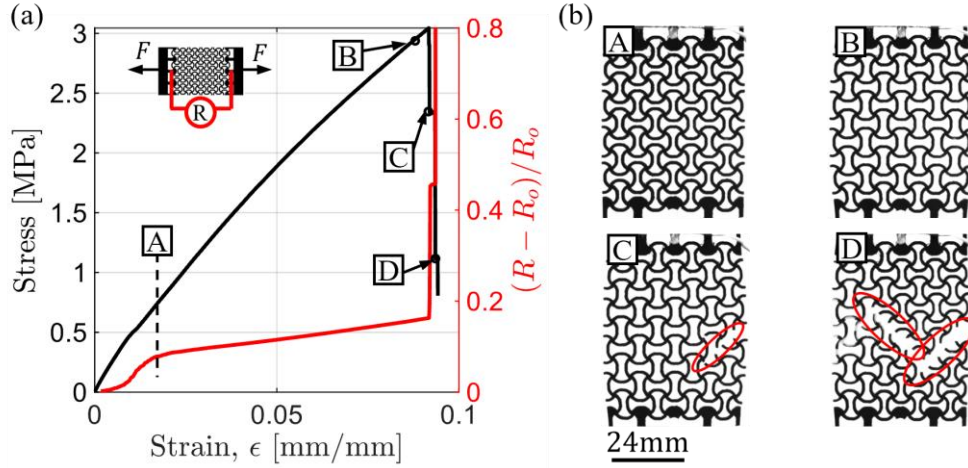 (a)
F
F
R
A
B
C
D
3
2.5
2
1.5
1
0.5
0
Stress [MPa]
0.8
0.6
0.4
0.2
0
(R − R_o)/R_o
0
0.05
0.1
Strain, ϵ [mm/mm]
(b)
A
B
C
D
24mm